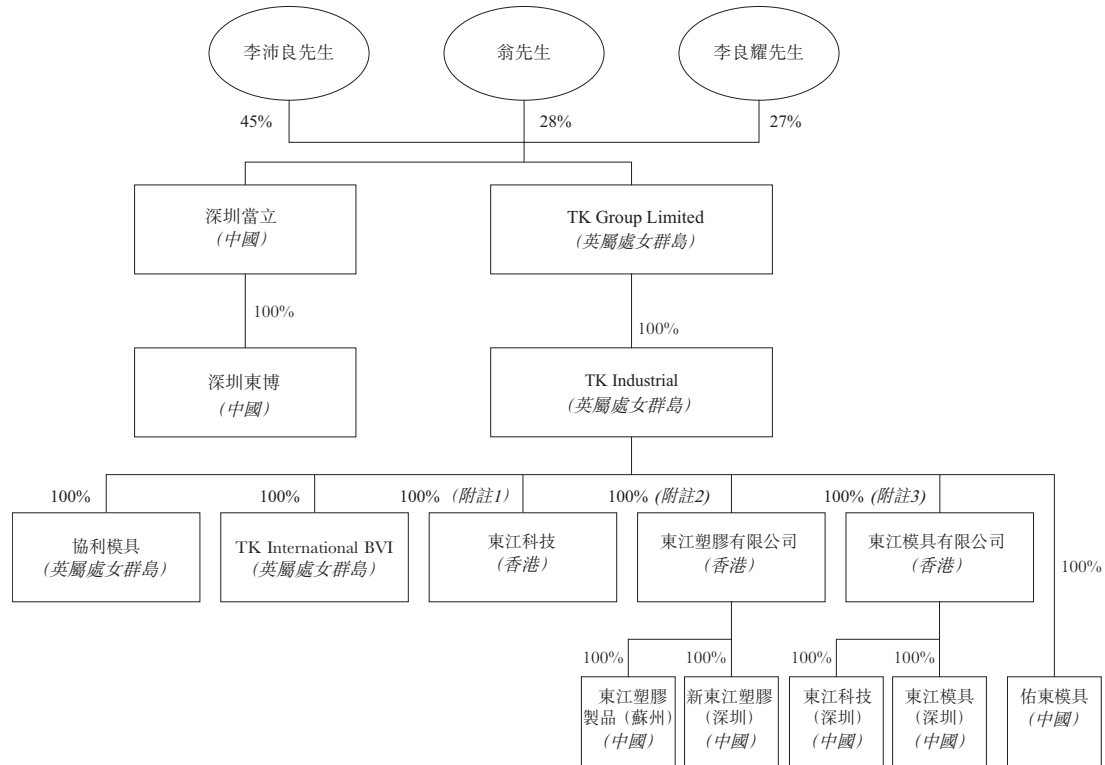 李沛良先生
翁先生
李良耀先生
45%
28%
27%
深圳當立
（中國）
TK Group Limited
（英屬處女群島）
100%
100%
深圳東博
（中國）
TK Industrial
（英屬處女群島）
100%
100%
100%（附註1）
100% (附註2)
100% (附註3)
協利模具
（英屬處女群島）
TK International BVI
（英屬處女群島）
東江科技
（香港）
東江塑膠有限公司
（香港）
東江模具有限公司
（香港）
100%
100%
100%
100%
100%
東江塑膠
製品（蘇州）
（中國）
新東江塑膠
（深圳）
（中國）
東江科技
（深圳）
（中國）
東江模具
（深圳）
（中國）
佑東模具
（中國）